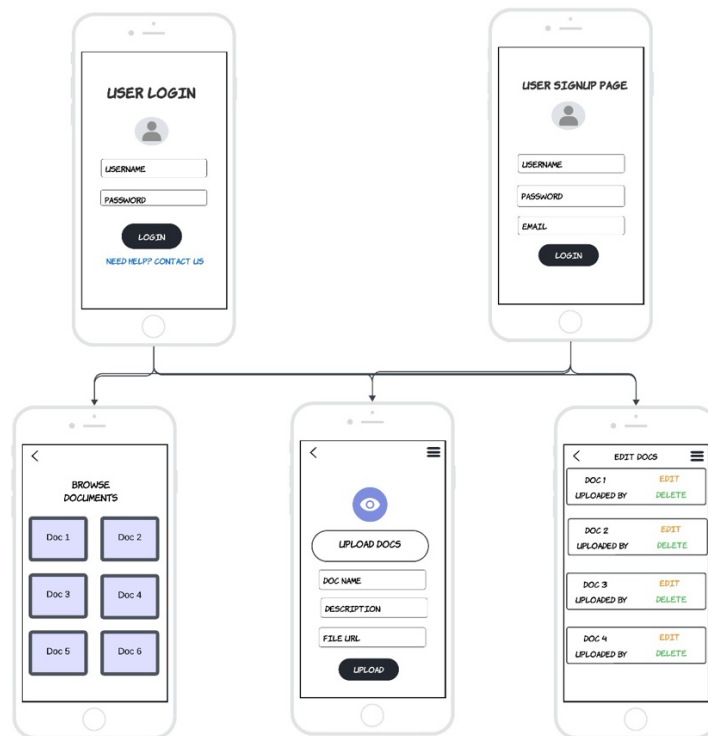 USER LOGIN
USERNAME
PASSWORD
LOGIN
NEED HELP? CONTACT US
USER SIGNUP PAGE
USERNAME
PASSWORD
EMAIL
LOGIN
BROWSE
DOCUMENTS
Doc 1 Doc 2
Doc 3 Doc 4
Doc 5 Doc 6
UPLOAD DOCS
DOC NAME
DESCRIPTION
FILE URL
UPLOAD
EDIT DOCS
DOC 1 EDIT
UPLOADED BY DELETE
DOC 2 EDIT
UPLOADED BY DELETE
DOC 3 EDIT
UPLOADED BY DELETE
DOC 4 EDIT
UPLOADED BY DELETE